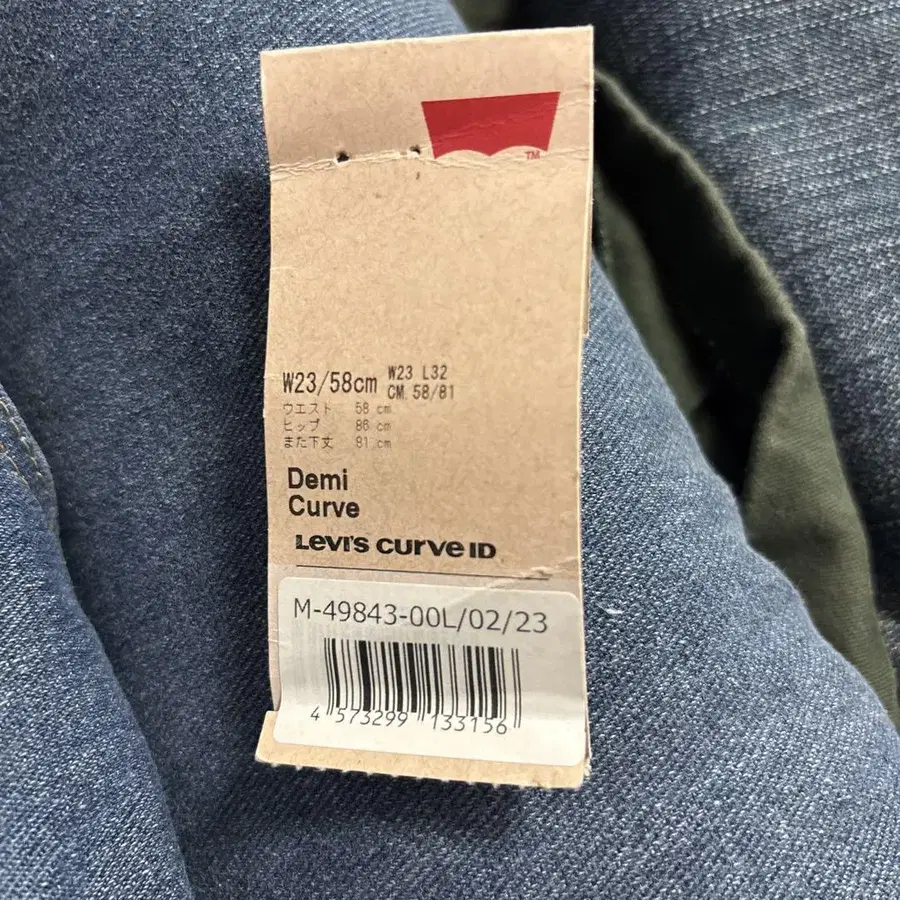 TM
W23/58cm
W23 L32
CM 58/81
ウエスト 58 cm
ヒップ 86 cm
また下丈 81 cm
Demi
Curve
Levi's curve ID
M-49843-00L/02/23
4 573299 133156